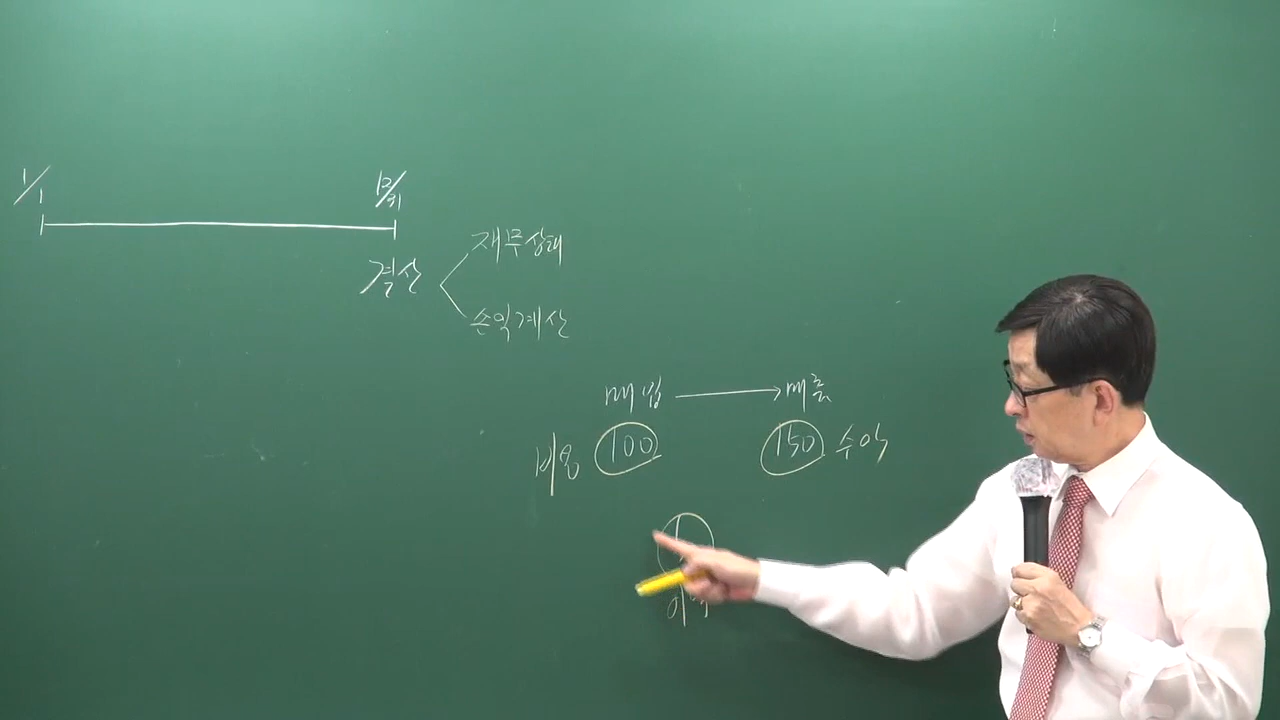 1/1 12/31
결산 < 재무상태
손익계산
매입 → 매출
비용 100 150 수익
이익